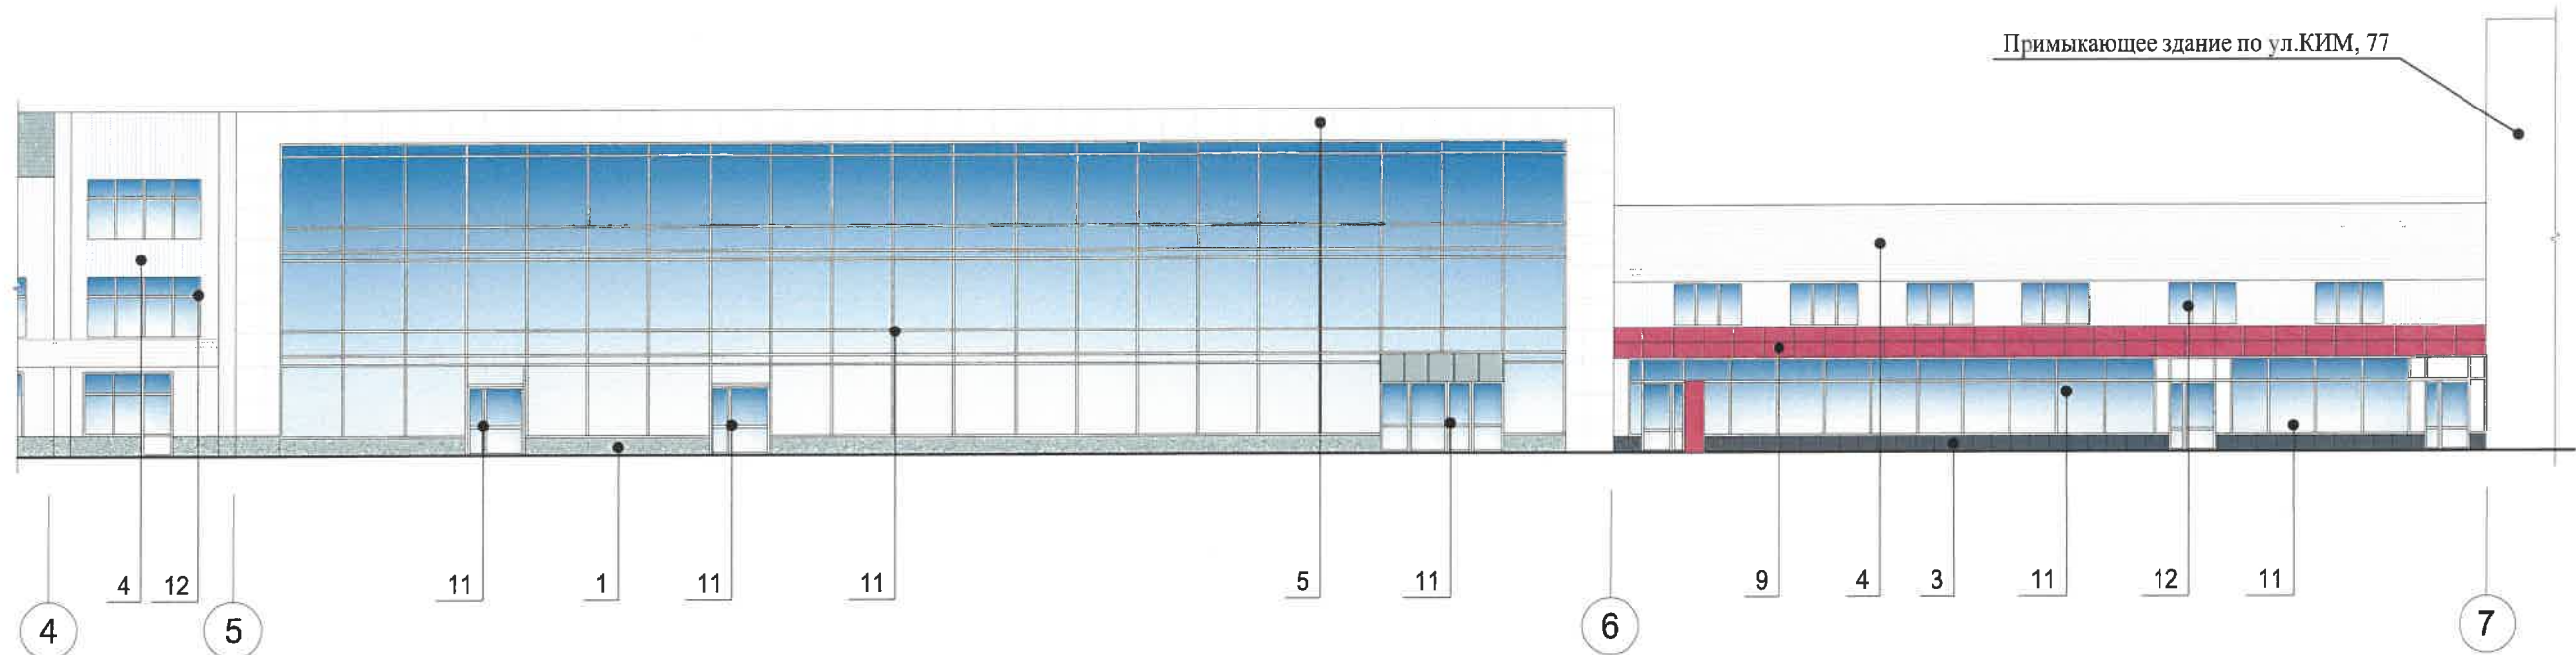 Примыкающее здание по ул.КИМ, 77
4 12 11 1 11 11 5 11 9 4 3 11 12 11
4 5 6 7